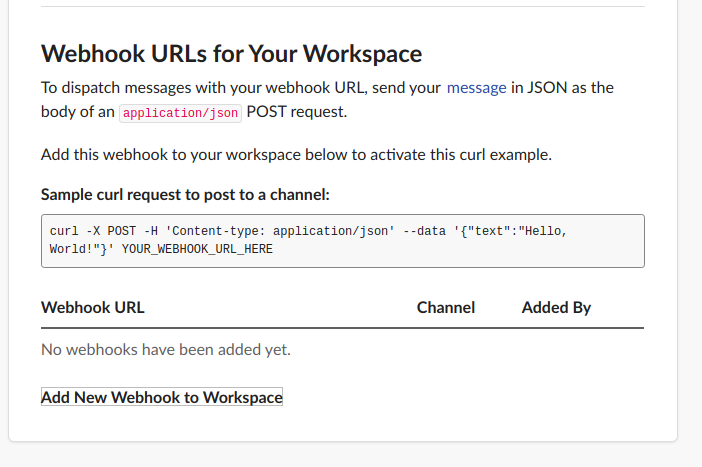 Webhook URLs for Your Workspace
To dispatch messages with your webhook URL, send your message in JSON as the
body of an application/json POST request.
Add this webhook to your workspace below to activate this curl example.
Sample curl request to post to a channel:
curl -X POST -H 'Content-type: application/json' --data '{"text":"Hello,
World!"}' YOUR_WEBHOOK_URL_HERE
Webhook URL Channel Added By
No webhooks have been added yet.
Add New Webhook to Workspace